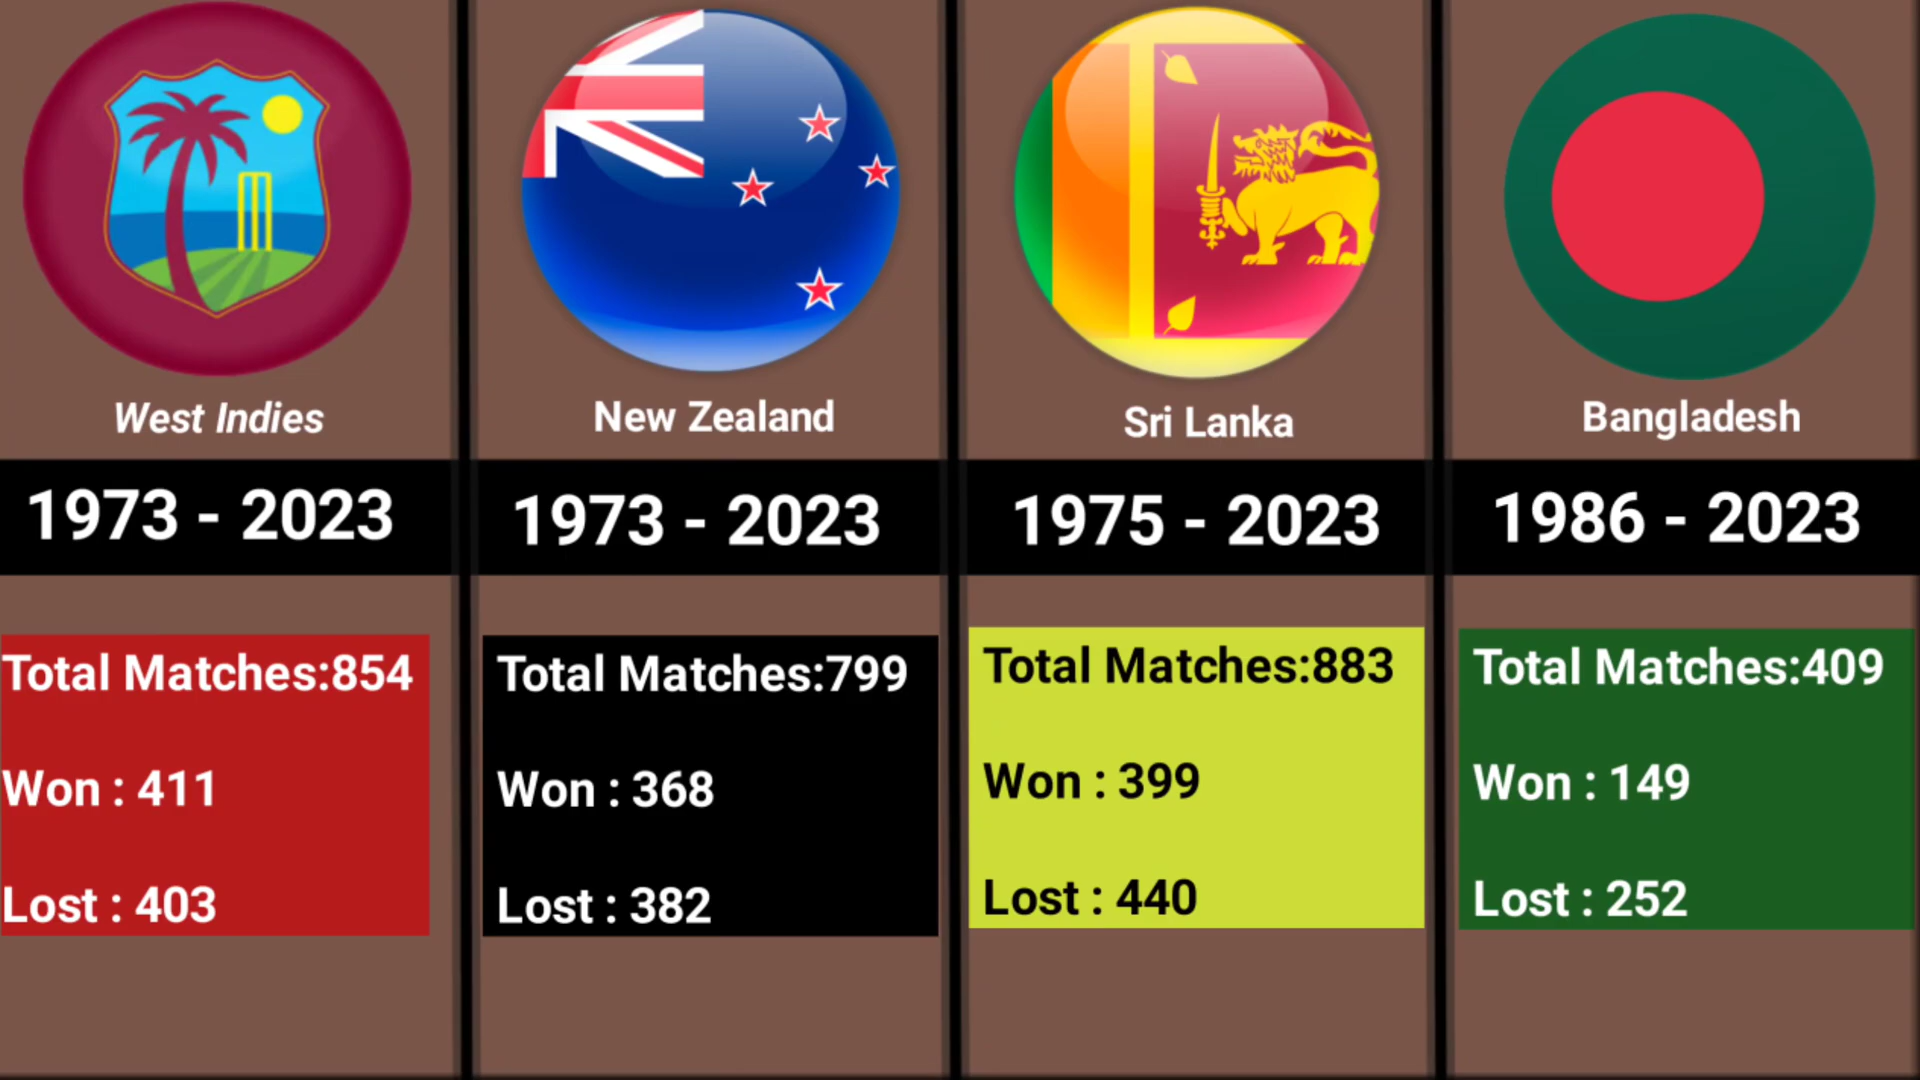 West Indies
New Zealand
Sri Lanka
Bangladesh
1973 - 2023
1973 - 2023
1975 - 2023
1986 - 2023
Total Matches:854
Won : 411
Lost : 403
Total Matches:799
Won : 368
Lost : 382
Total Matches:883
Won : 399
Lost : 440
Total Matches:409
Won : 149
Lost : 252